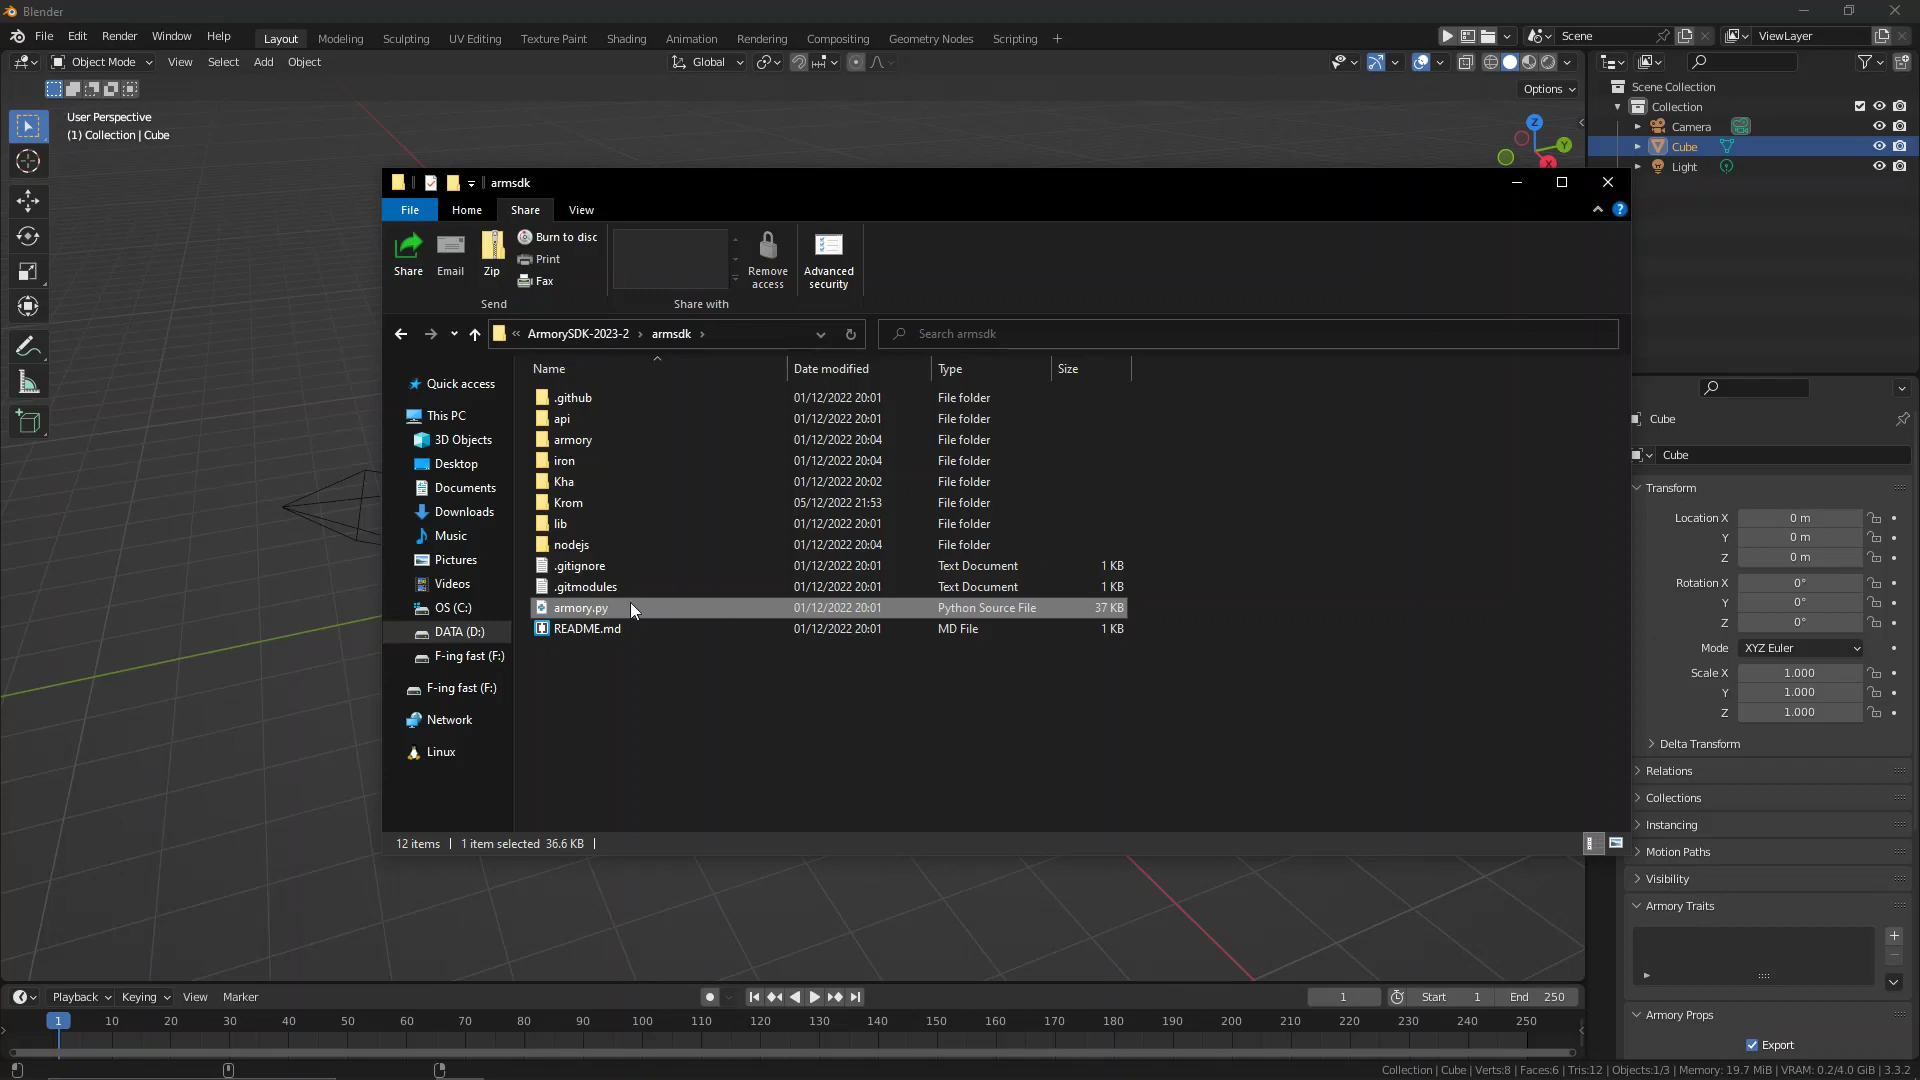 Blender
File Edit Render Window Help Layout Modeling Sculpting UV Editing Texture Paint Shading Animation Rendering Compositing Geometry Nodes Scripting + Scene ViewLayer
Object Mode View Select Add Object Global
Options
User Perspective
(1) Collection | Cube
Z
Y
X
Scene Collection
Collection
Camera
Cube
Light
armsdk
File Home Share View
Share
Email
Zip
Burn to disc
Print
Fax
Send
Remove
access
Share with
Advanced
security
« ArmorySDK-2023-2 › armsdk ›
Search armsdk
Quick access
This PC
3D Objects
Desktop
Documents
Downloads
Music
Pictures
Videos
OS (C:)
DATA (D:)
F-ing fast (F:)
F-ing fast (F:)
Network
Linux
Name Date modified Type Size
.github 01/12/2022 20:01 File folder
api 01/12/2022 20:01 File folder
armory 01/12/2022 20:04 File folder
iron 01/12/2022 20:04 File folder
Kha 01/12/2022 20:02 File folder
Krom 05/12/2022 21:53 File folder
lib 01/12/2022 20:01 File folder
nodejs 01/12/2022 20:04 File folder
.gitignore 01/12/2022 20:01 Text Document 1 KB
.gitmodules 01/12/2022 20:01 Text Document 1 KB
armory.py 01/12/2022 20:01 Python Source File 37 KB
README.md 01/12/2022 20:01 MD File 1 KB
12 items 1 item selected 36.6 KB
Cube
Cube
Transform
Location X 0 m
Y 0 m
Z 0 m
Rotation X 0°
Y 0°
Z 0°
Mode XYZ Euler
Scale X 1.000
Y 1.000
Z 1.000
Delta Transform
Relations
Collections
Instancing
Motion Paths
Visibility
Armory Traits
Armory Props
Export
Playback Keying View Marker 1 Start 1 End 250
1 10 20 30 40 50 60 70 80 90 100 110 120 130 140 150 160 170 180 190 200 210 220 230 240 250
Collection | Cube | Verts:8 | Faces:6 | Tris:12 | Objects:1/3 | Memory: 19.7 MiB | VRAM: 0.2/4.0 GiB | 3.3.2